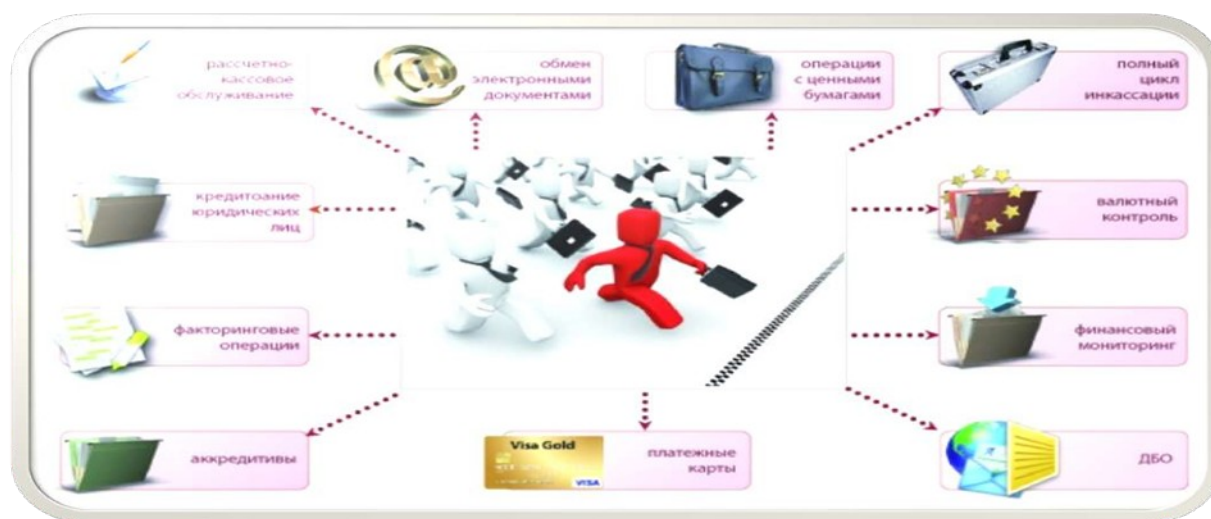 рассчетно-
кассовое
обслуживание
обмен
электронными
документами
операции
с ценными
бумагами
полный
цикл
инкассации
кредитоание
юридических
лиц
валютный
контроль
факторинговые
операции
финансовый
мониторинг
аккредитивы
Visa Gold
VISA
платежные
карты
ДБО